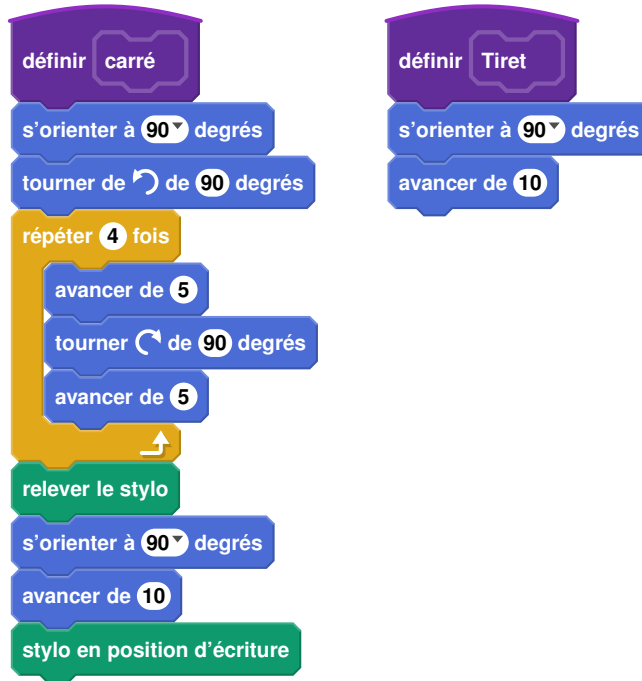 définir carré
s’orienter à 90 degrés
tourner de de 90 degrés
répéter 4 fois
avancer de 5
tourner de 90 degrés
avancer de 5
relever le stylo
s’orienter à 90 degrés
avancer de 10
stylo en position d’écriture
définir Tiret
s’orienter à 90 degrés
avancer de 10